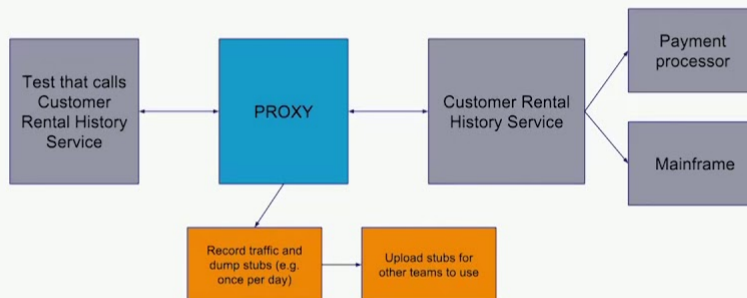 Test that calls
Customer
Rental History
Service
PROXY
Customer Rental
History Service
Payment
processor
Mainframe
Record traffic and
dump stubs (e.g.
once per day)
Upload stubs for
other teams to use